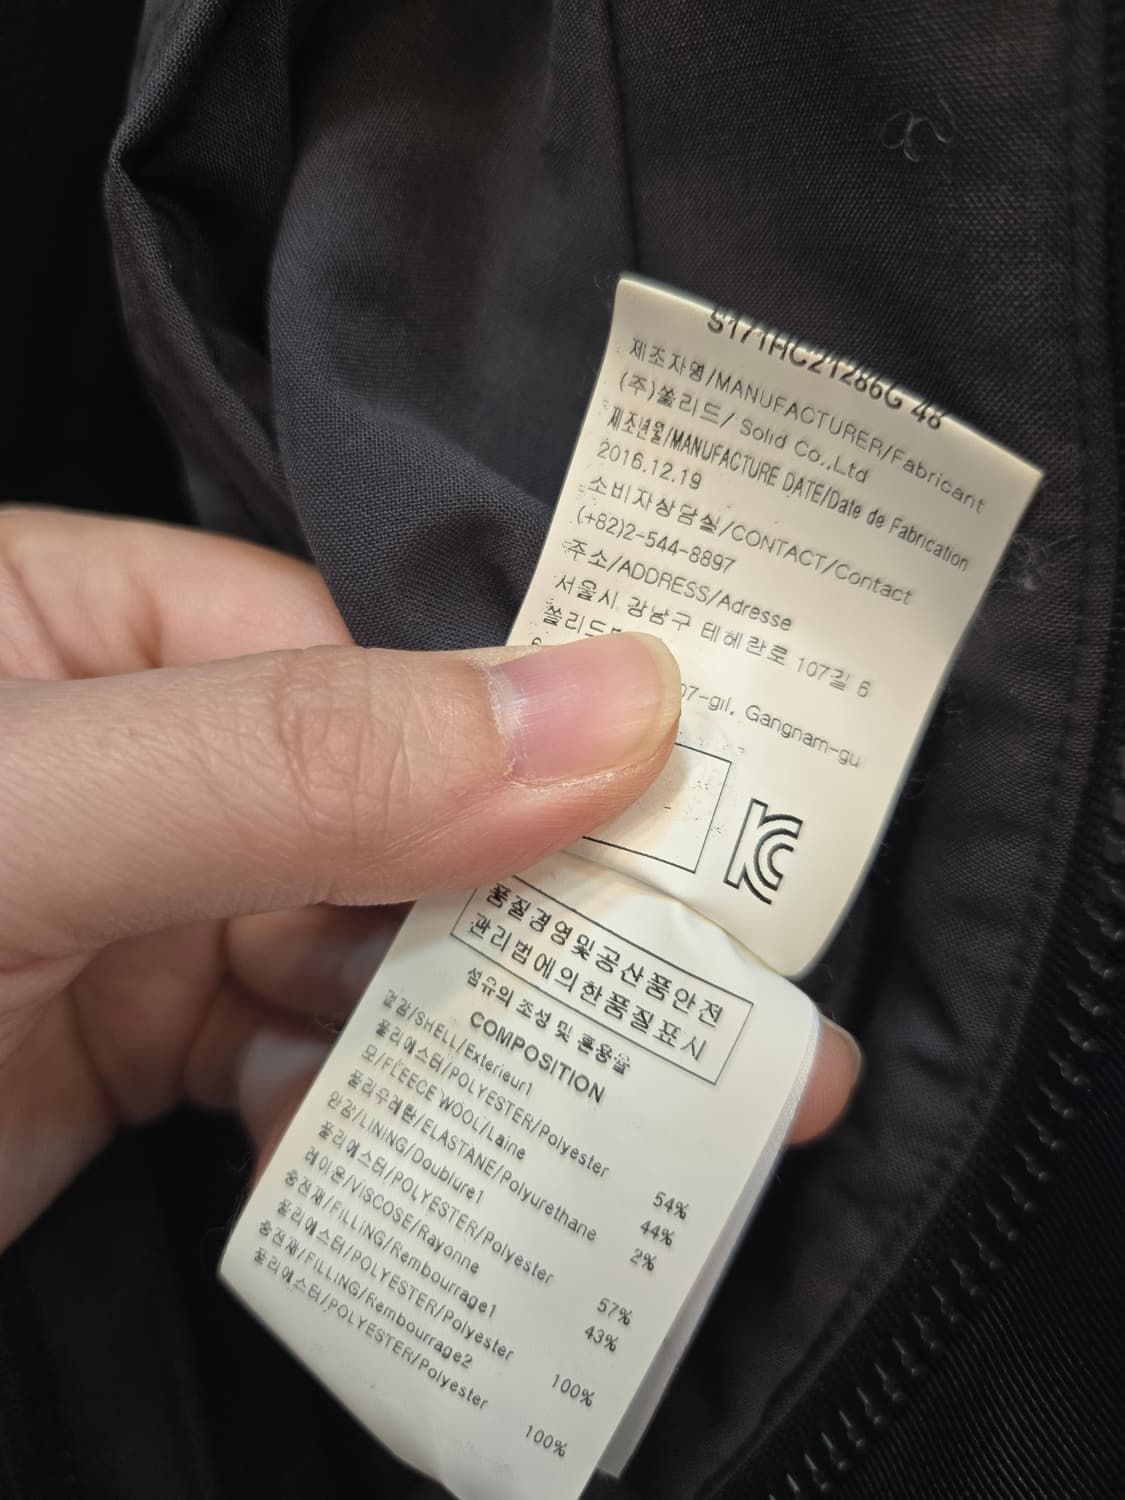 S171HC21286G 48
제조자명/MANUFACTURER/Fabricant
(주)쏠리드/ Solid Co.,Ltd
제조년월/MANUFACTURE DATE/Date de Fabrication
2016.12.19
소비자상담실/CONTACT/Contact
(+82)2-544-8897
주소/ADDRESS/Adresse
서울시 강남구 테헤란로 107길 6
쏠리드
07-gil, Gangnam-gu
KC
품질경영및공산품안전
관리법에의한품질표시
섬유의 조성 및 혼용율
COMPOSITION
겉감/SHELL/Exterieur1
폴리에스터/POLYESTER/Polyester 54%
모/FLEECE WOOL/Laine 44%
폴리우레탄/ELASTANE/Polyurethane 2%
안감/LINING/Doublure1
폴리에스터/POLYESTER/Polyester 57%
레이온/VISCOSE/Rayonne 43%
충전재/FILLING/Rembourrage1
폴리에스터/POLYESTER/Polyester 100%
충전재/FILLING/Rembourrage2
폴리에스터/POLYESTER/Polyester 100%